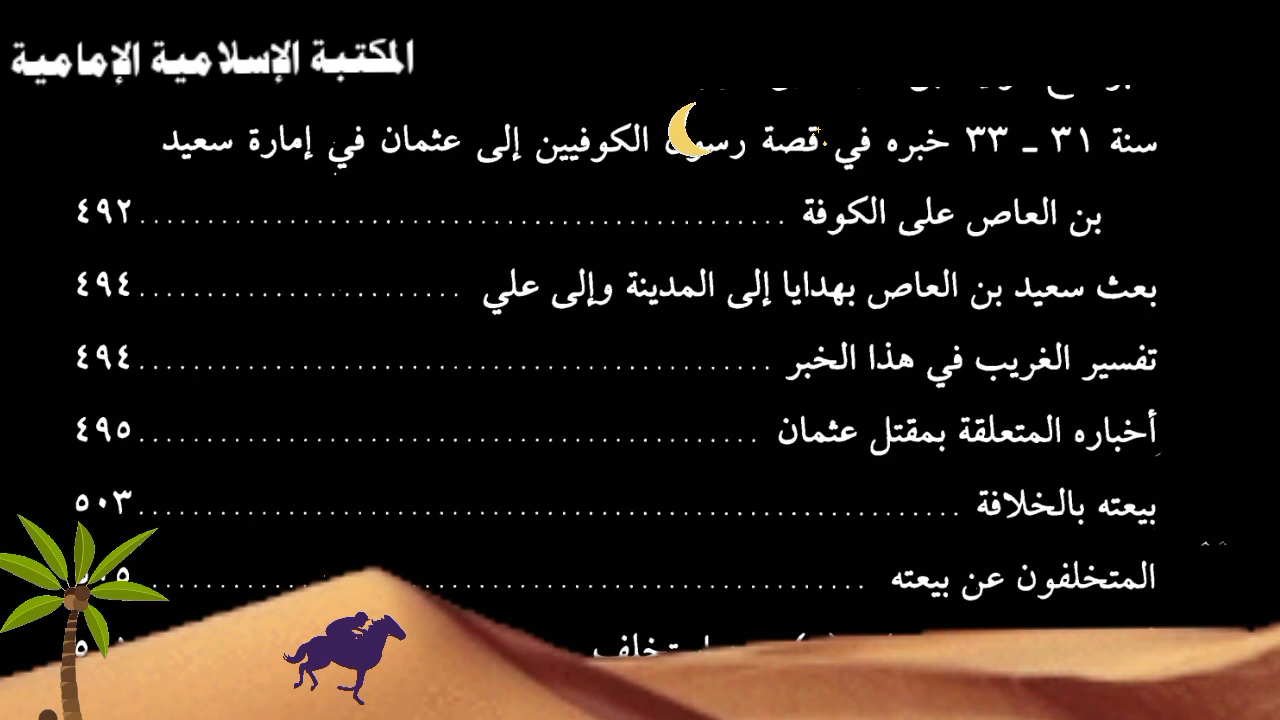 المكتبة الإسلامية الإمامية
سنة ٣١ ـ ٣٣ خبره في قصة الكوفيين إلى عثمان في إمارة سعيد
بن العاص على الكوفة ........ ٤٩٢
بعث سعيد بن العاص بهدايا إلى المدينة وإلى علي ........ ٤٩٤
تفسير الغريب في هذا الخبر ........ ٤٩٤
أخباره المتعلقة بمقتل عثمان ........ ٤٩٥
بيعته بالخلافة ........ ٥٠٣
المتخلفون عن بيعته ........